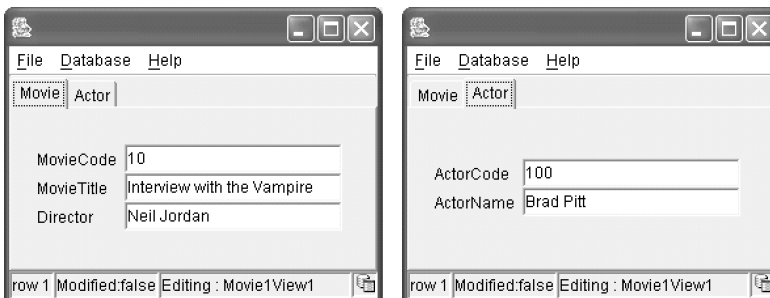 File Database Help
Movie Actor
MovieCode 10
MovieTitle Interview with the Vampire
Director Neil Jordan
row 1 Modified:false Editing : Movie1View1
File Database Help
Movie Actor
ActorCode 100
ActorName Brad Pitt
row 1 Modified:false Editing : Movie1View1